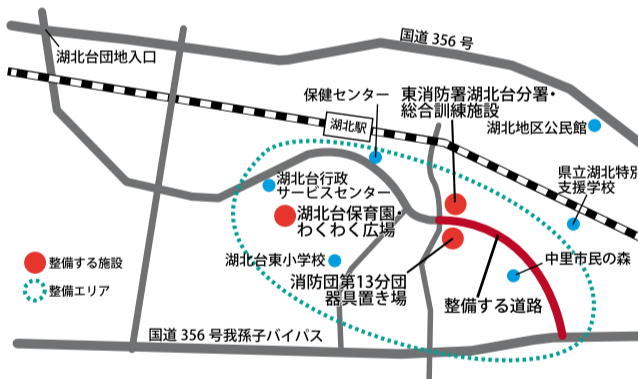 国道 356 号
湖北台団地入口
保健センター
東消防署湖北台分署・
総合訓練施設
湖北駅
湖北地区公民館
県立湖北特別
支援学校
湖北台行政
サービスセンター
湖北台保育園・
わくわく広場
湖北台東小学校
消防団第13分団
器具置き場
中里市民の森
整備する道路
整備する施設
整備エリア
国道 356 号我孫子バイパス